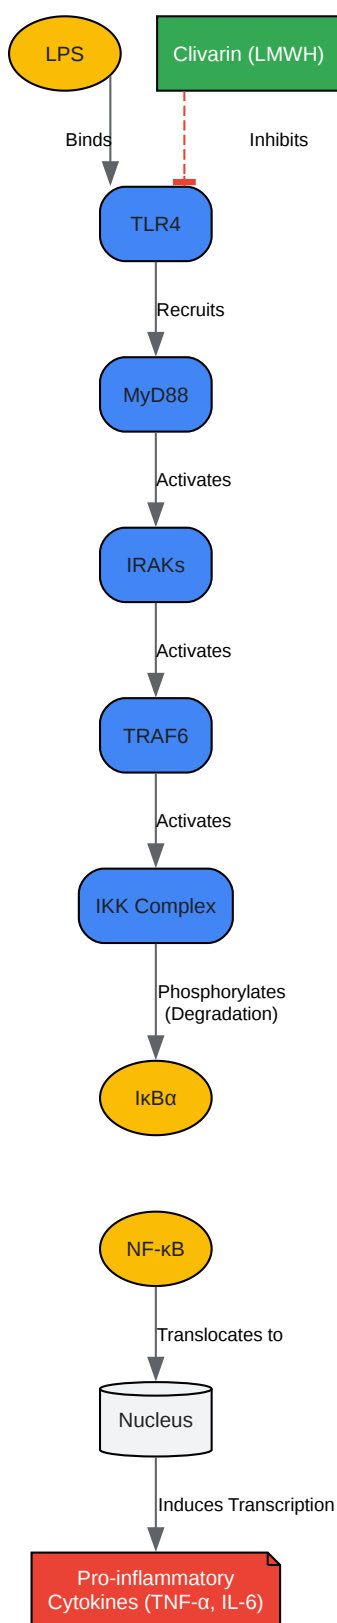 LPS
Clivarin (LMWH)
Binds
Inhibits
TLR4
Recruits
MyD88
Activates
IRAKs
Activates
TRAF6
Activates
IKK Complex
Phosphorylates
(Degradation)
IκBα
NF-κB
Translocates to
Nucleus
Induces Transcription
Pro-inflammatory
Cytokines (TNF-α, IL-6)